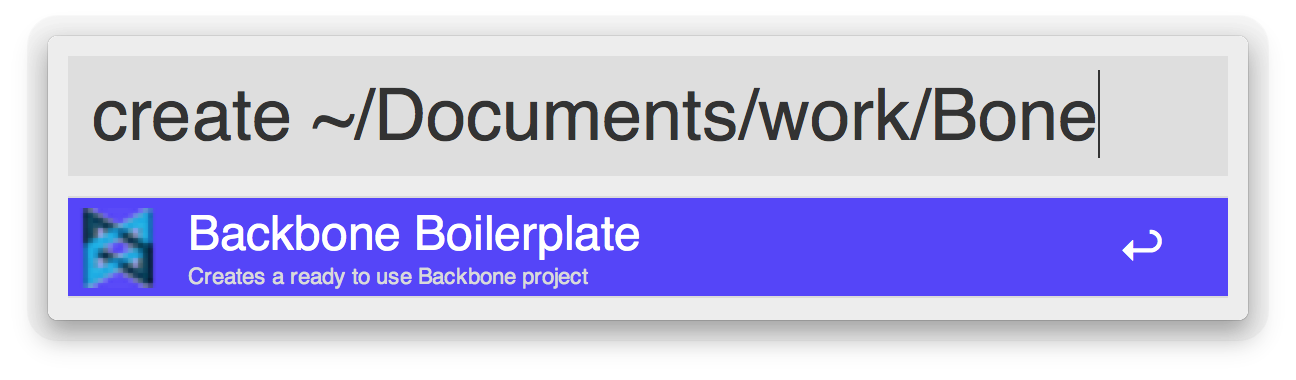 create ~/Documents/work/Bone
Backbone Boilerplate
Creates a ready to use Backbone project